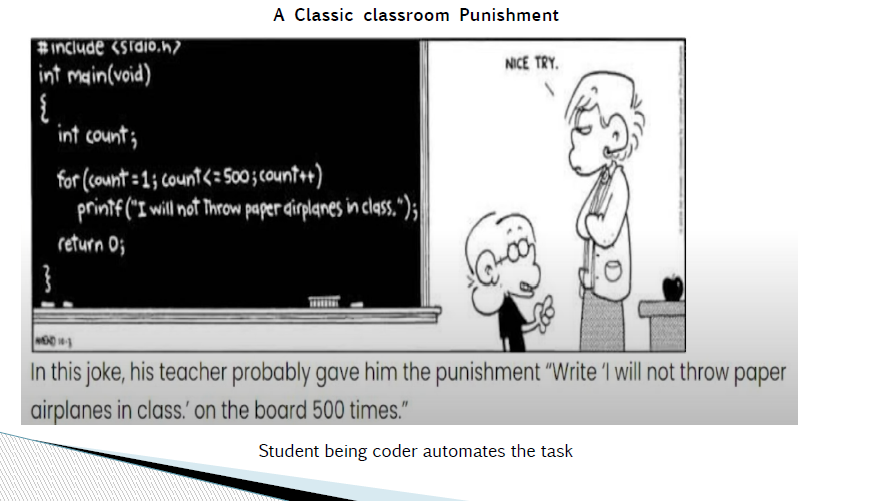 A Classic classroom Punishment
#include <stdio.h>
int main(void)
{
int count;
for (count = 1; count <= 500; count++)
printf("I will not throw paper airplanes in class.");
return 0;
}
NICE TRY.
AMEND 10-3
In this joke, his teacher probably gave him the punishment “Write ‘I will not throw paper
airplanes in class.’ on the board 500 times.”
Student being coder automates the task